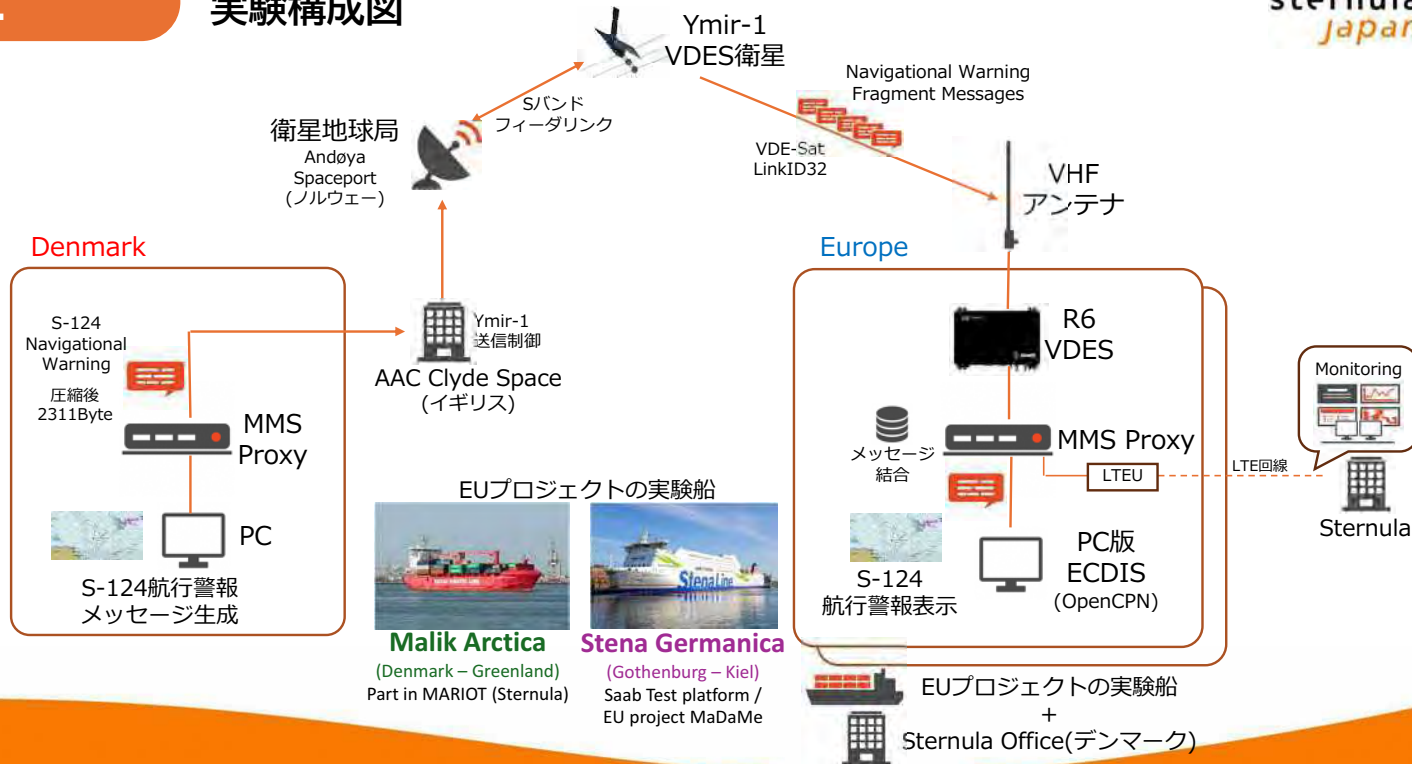 実験構成図
sternula
japan
Ymir-1
VDES衛星
Navigational Warning
Fragment Messages
Sバンド
フィーダリンク
衛星地球局
Andøya
Spaceport
(ノルウェー)
VDE-Sat
LinkID32
VHF
アンテナ
Denmark
Europe
S-124
Navigational
Warning
圧縮後
2311Byte
Ymir-1
送信制御
AAC Clyde Space
(イギリス)
MMS
Proxy
PC
S-124航行警報
メッセージ生成
R6
VDES
メッセージ
結合
MMS Proxy
LTEU
LTE回線
Monitoring
Sternula
S-124
航行警報表示
PC版
ECDIS
(OpenCPN)
EUプロジェクトの実験船
StenaLine
Malik Arctica
(Denmark – Greenland)
Part in MARIOT (Sternula)
Stena Germanica
(Gothenburg – Kiel)
Saab Test platform /
EU project MaDaMe
EUプロジェクトの実験船
+
Sternula Office(デンマーク)